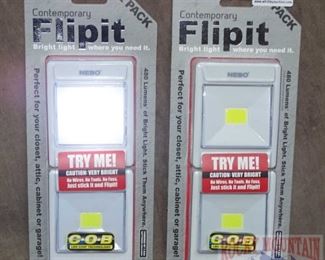 Contemporary
Flipit
PACK
Bright light where you need it.
NEBO
Perfect for your closet, attic, cabinet or garage!
480 Lumens of Bright Light. Stick Them Anywhere.
TRY ME!
CAUTION: VERY BRIGHT
No Wires, No Tools, No Fuss.
Just stick it and Flipit!
C-O-B
Contemporary
Flipit
PACK
Bright light where you need it.
NEBO
Perfect for your closet, attic, cabinet or garage!
480 Lumens of Bright Light. Stick Them Anywhere.
TRY ME!
CAUTION: VERY BRIGHT
No Wires, No Tools, No Fuss.
Just stick it and Flipit!
C-O-B
ROCKY MOUNTAIN